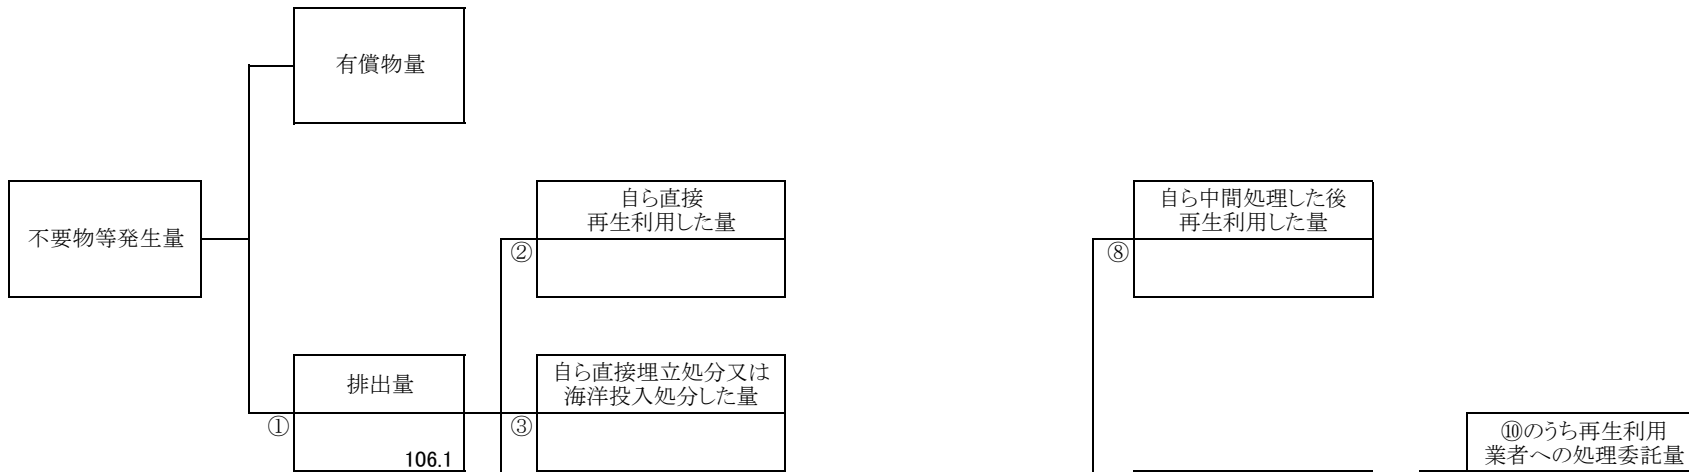 有償物量
不要物等発生量
自ら直接
再生利用した量
②
自ら中間処理した後
再生利用した量
⑧
排出量
①
106.1
自ら直接埋立処分又は
海洋投入処分した量
③
⑩のうち再生利用
業者への処理委託量